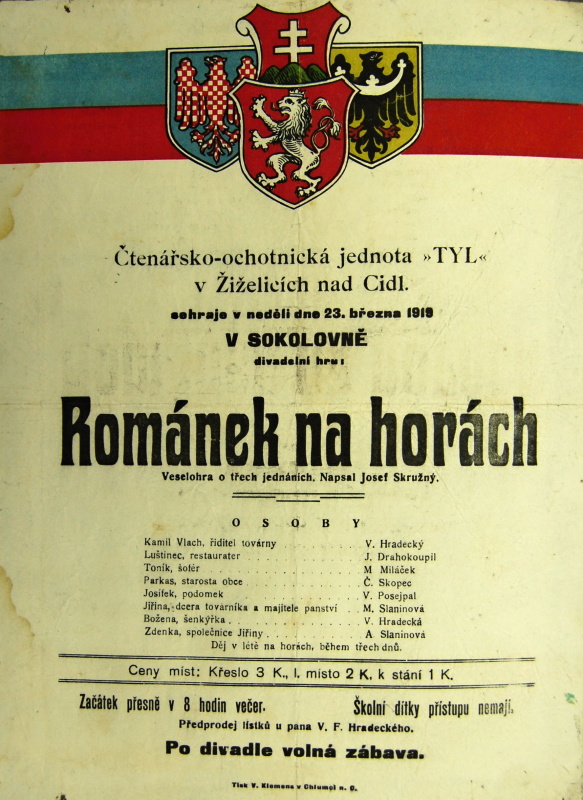 Čtenářsko-ochotnická jednota »TYL«
v Žiželicích nad Cidl.
sehraje v neděli dne 23. března 1919
V SOKOLOVNĚ
divadelní hru:
Románek na horách
Veselohra o třech jednáních. Napsal Josef Skružný.
OSOBY
Kamil Vlach, řiditel továrny . . . . . . . . . . V. Hradecký
Luštinec, restaurater . . . . . . . . . . . . . J. Drahokoupil
Toník, šofér . . . . . . . . . . . . . . . . M Miláček
Parkas, starosta obce . . . . . . . . . . . . . Č. Skopec
Josífek, podomek . . . . . . . . . . . . . . V. Posejpal
Jiřina, dcera továrníka a majitele panství . . M. Slaninová
Božena, šenkýřka . . . . . . . . . . . . . . V. Hradecká
Zdenka, společnice Jiřiny . . . . . . . . . . . A Slaninová
Děj v létě na horách, během třech dnů.
Ceny míst: Křeslo 3 K., I. místo 2 K, k stání 1 K.
Začátek přesně v 8 hodin večer. Školní dítky přístupu nemají.
Předprodej lístků u pana V. F. Hradeckého.
Po divadle volná zábava.
Tisk V. Klemens v Chlumci n. C.